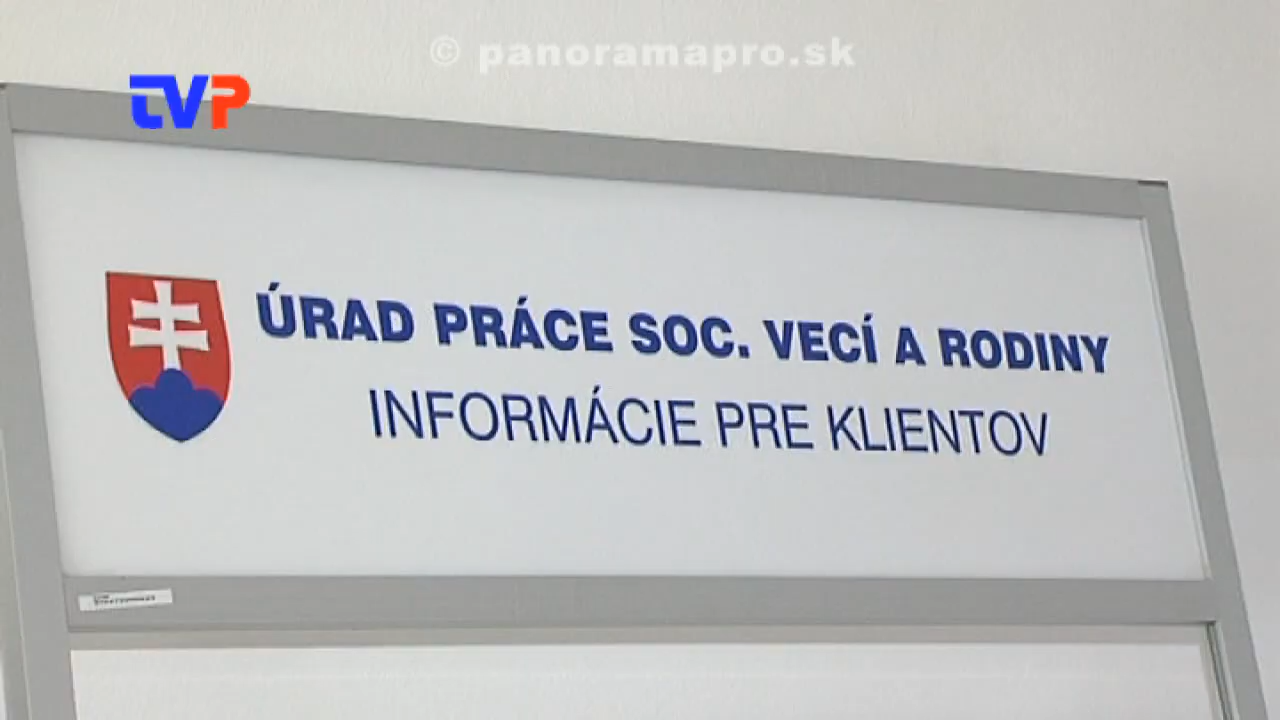 © panoramapro.sk
TVP
ÚRAD PRÁCE SOC. VECÍ A RODINY
INFORMÁCIE PRE KLIENTOV